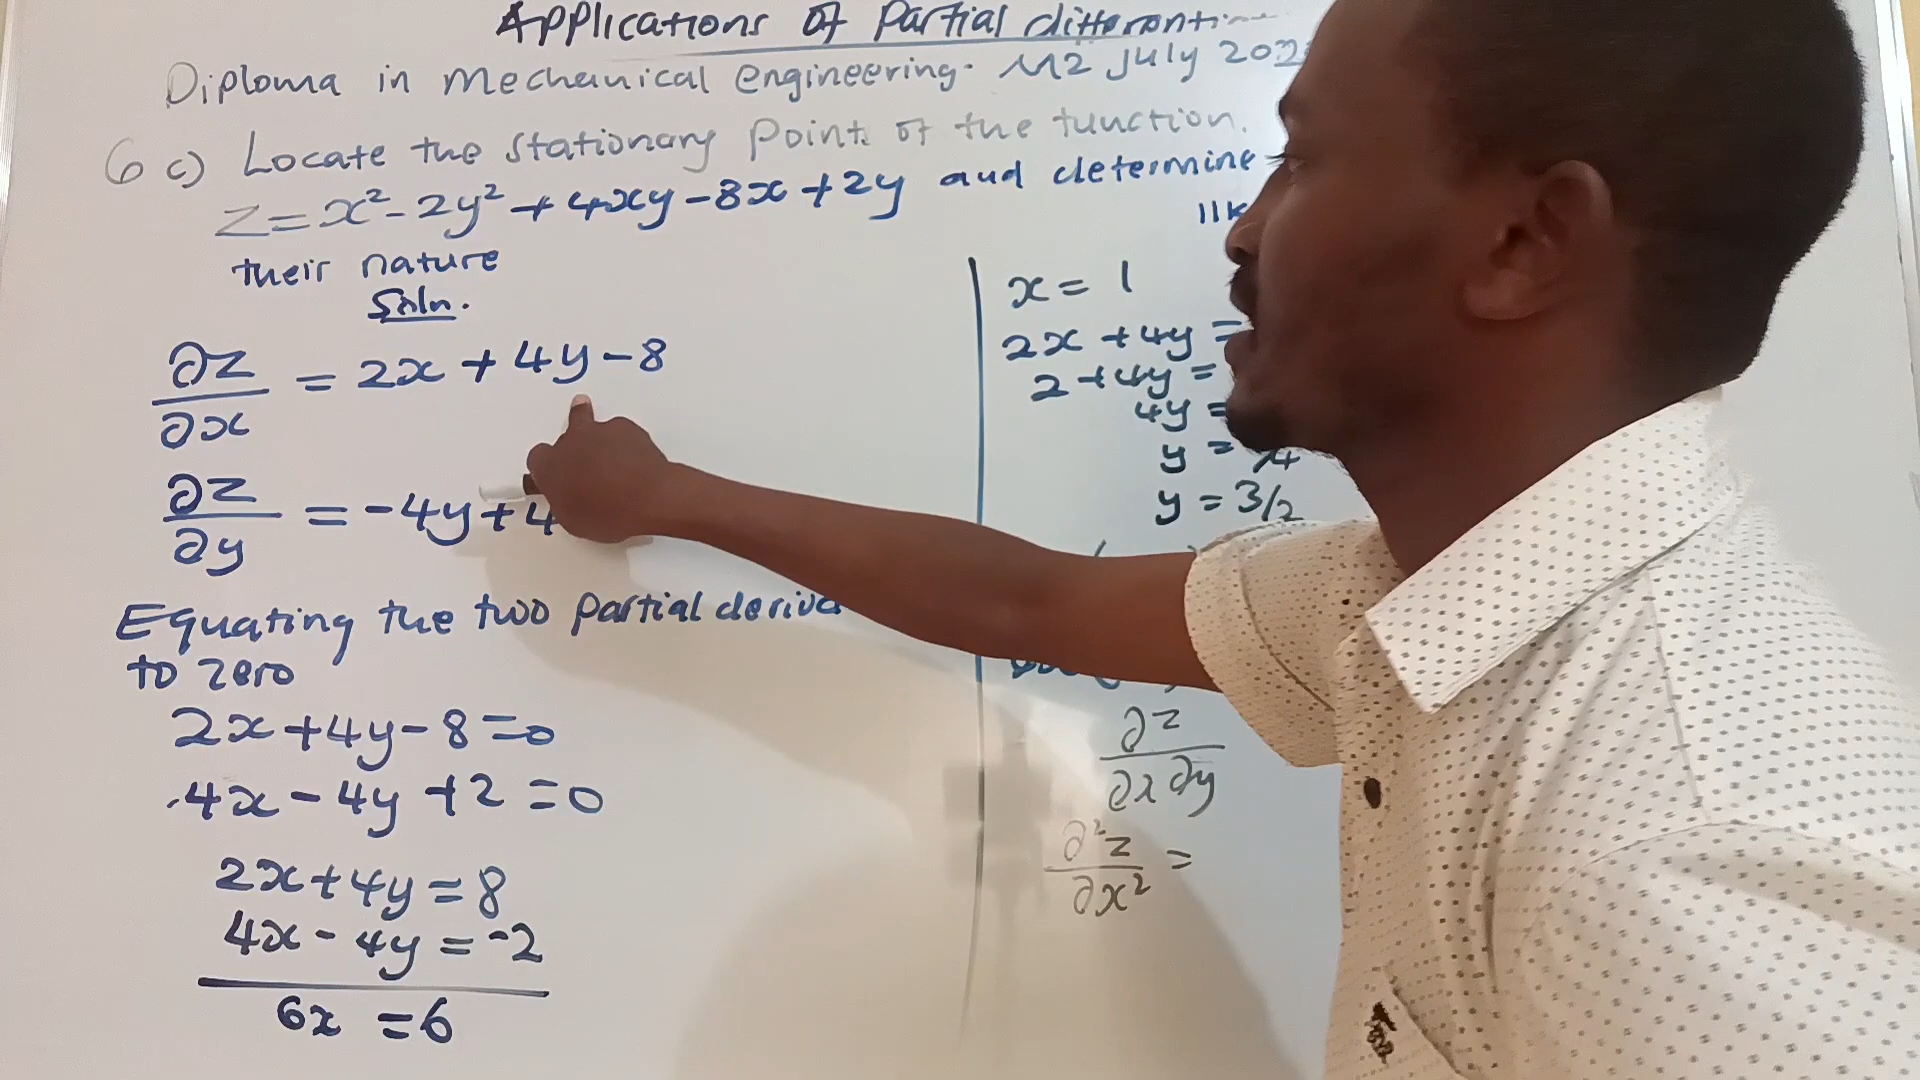 Applications of Partial
Diploma in Mechanical engineering. M2 July
6 c) Locate the stationary Point of the function.
Z = x² - 2y² + 4xy - 8x + 2y and determine
11k
their nature
Soln.
∂z/∂x = 2x + 4y - 8
∂z/∂y = -4y + 4
Equating the two partial
to zero
2x + 4y - 8 = 0
4x - 4y + 2 = 0
2x + 4y = 8
4x - 4y = -2
6x = 6
x = 1
2x + 4y =
2 + 4y =
4y =
y =
y = 3/2
∂z/∂x∂y
∂²z/∂x² =